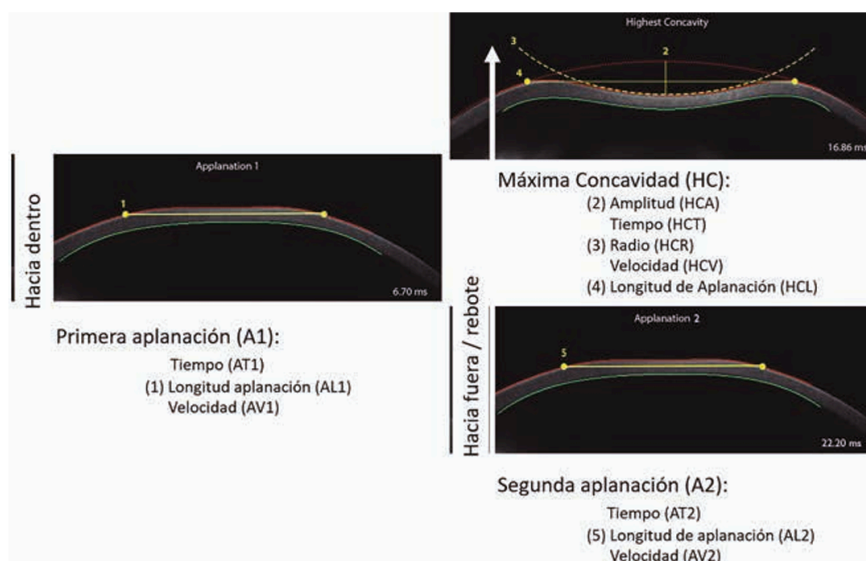 Highest Concavity
3
2
4
16.86 ms
Máxima Concavidad (HC):
(2) Amplitud (HCA)
Tiempo (HCT)
(3) Radio (HCR)
Velocidad (HCV)
(4) Longitud de Aplanación (HCL)
Hacia dentro
Applanation 1
1
6.70 ms
Primera aplanación (A1):
Tiempo (AT1)
(1) Longitud aplanación (AL1)
Velocidad (AV1)
Hacia fuera / rebote
Applanation 2
5
22.20 ms
Segunda aplanación (A2):
Tiempo (AT2)
(5) Longitud de aplanación (AL2)
Velocidad (AV2)